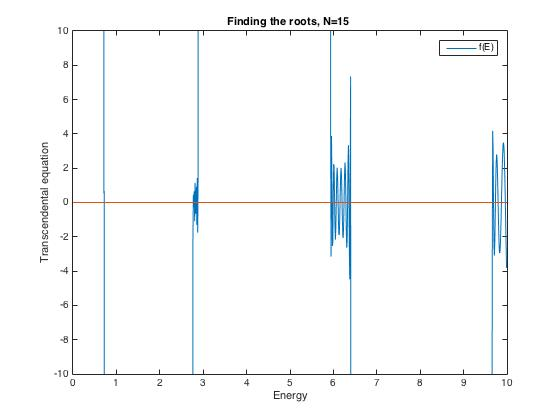 Finding the roots, N=15
f(E)
Transcendental equation
10
8
6
4
2
0
-2
-4
-6
-8
-10
0 1 2 3 4 5 6 7 8 9 10
Energy